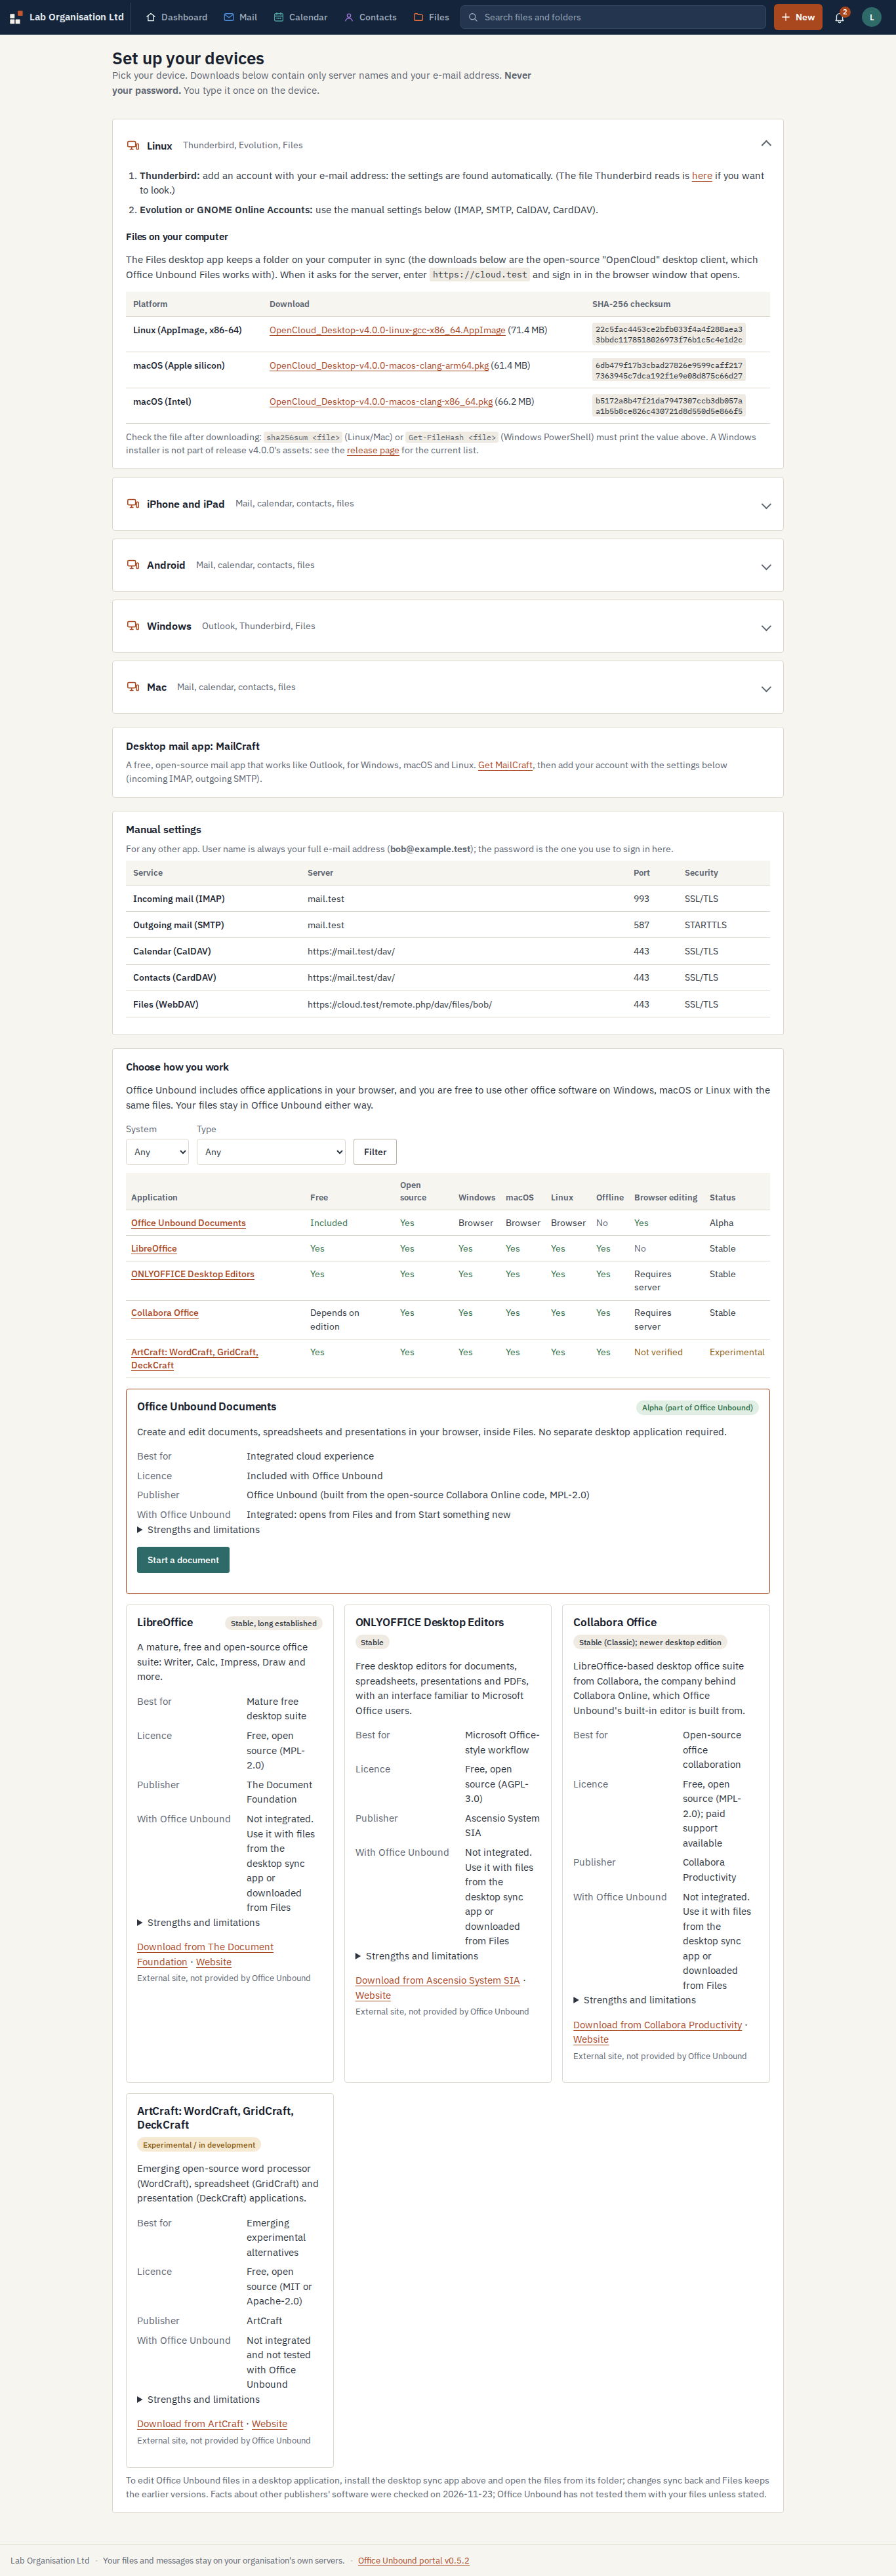 Lab Organisation Ltd
Dashboard
Mail
Calendar
Contacts
Files
Search files and folders
+ New
2
L
Set up your devices
Pick your device. Downloads below contain only server names and your e-mail address. Never
your password. You type it once on the device.
Linux Thunderbird, Evolution, Files
1. Thunderbird: add an account with your e-mail address: the settings are found automatically. (The file Thunderbird reads is here if you want
to look.)
2. Evolution or GNOME Online Accounts: use the manual settings below (IMAP, SMTP, CalDAV, CardDAV).
Files on your computer
The Files desktop app keeps a folder on your computer in sync (the downloads below are the open-source "OpenCloud" desktop client, which
Office Unbound Files works with). When it asks for the server, enter https://cloud.test and sign in in the browser window that opens.
Platform Download SHA-256 checksum
Linux (AppImage, x86-64) OpenCloud_Desktop-v4.0.0-linux-gcc-x86_64.AppImage (71.4 MB) 22c5fac4453ce2bfb033f4a4f288aea3
3bbdc1178518026973f76b1c5c4e1d2c
macOS (Apple silicon) OpenCloud_Desktop-v4.0.0-macos-clang-arm64.pkg (61.4 MB) 6db479f17b3cbad27826e9599caff217
7363945c7dca192f1e9e08d875c66d27
macOS (Intel) OpenCloud_Desktop-v4.0.0-macos-clang-x86_64.pkg (66.2 MB) b5172a8b47f21da7947307ccb3db057a
a1b5b8ce826c430721d8d550d5e866f5
Check the file after downloading: sha256sum <file> (Linux/Mac) or Get-FileHash <file> (Windows PowerShell) must print the value above. A Windows
installer is not part of release v4.0.0's assets: see the release page for the current list.
iPhone and iPad Mail, calendar, contacts, files
Android Mail, calendar, contacts, files
Windows Outlook, Thunderbird, Files
Mac Mail, calendar, contacts, files
Desktop mail app: MailCraft
A free, open-source mail app that works like Outlook, for Windows, macOS and Linux. Get MailCraft, then add your account with the settings below
(incoming IMAP, outgoing SMTP).
Manual settings
For any other app. User name is always your full e-mail address (bob@example.test); the password is the one you use to sign in here.
Service Server Port Security
Incoming mail (IMAP) mail.test 993 SSL/TLS
Outgoing mail (SMTP) mail.test 587 STARTTLS
Calendar (CalDAV) https://mail.test/dav/ 443 SSL/TLS
Contacts (CardDAV) https://mail.test/dav/ 443 SSL/TLS
Files (WebDAV) https://cloud.test/remote.php/dav/files/bob/ 443 SSL/TLS
Choose how you work
Office Unbound includes office applications in your browser, and you are free to use other office software on Windows, macOS or Linux with the
same files. Your files stay in Office Unbound either way.
System Type
Any Any Filter
Application Free Open source Windows macOS Linux Offline Browser editing Status
Office Unbound Documents Included Yes Browser Browser Browser No Yes Alpha
LibreOffice Yes Yes Yes Yes Yes Yes No Stable
ONLYOFFICE Desktop Editors Yes Yes Yes Yes Yes Yes Requires server Stable
Collabora Office Depends on edition Yes Yes Yes Yes Yes Requires server Stable
ArtCraft: WordCraft, GridCraft, DeckCraft Yes Yes Yes Yes Yes Yes Not verified Experimental
Office Unbound Documents
Alpha (part of Office Unbound)
Create and edit documents, spreadsheets and presentations in your browser, inside Files. No separate desktop application required.
Best for Integrated cloud experience
Licence Included with Office Unbound
Publisher Office Unbound (built from the open-source Collabora Online code, MPL-2.0)
With Office Unbound Integrated: opens from Files and from Start something new
Strengths and limitations
Start a document
LibreOffice
Stable, long established
A mature, free and open-source office
suite: Writer, Calc, Impress, Draw and
more.
Best for Mature free
desktop suite
Licence Free, open
source (MPL-
2.0)
Publisher The Document
Foundation
With Office Unbound Not integrated.
Use it with files
from the
desktop sync
app or
downloaded
from Files
Strengths and limitations
Download from The Document
Foundation · Website
External site, not provided by Office Unbound
ONLYOFFICE Desktop Editors
Stable
Free desktop editors for documents,
spreadsheets, presentations and PDFs,
with an interface familiar to Microsoft
Office users.
Best for Microsoft Office-
style workflow
Licence Free, open
source (AGPL-
3.0)
Publisher Ascensio System
SIA
With Office Unbound Not integrated.
Use it with files
from the
desktop sync
app or
downloaded
from Files
Strengths and limitations
Download from Ascensio System SIA ·
Website
External site, not provided by Office Unbound
Collabora Office
Stable (Classic); newer desktop edition
LibreOffice-based desktop office suite
from Collabora, the company behind
Collabora Online, which Office
Unbound's built-in editor is built from.
Best for Open-source
office
collaboration
Licence Free, open
source (MPL-
2.0); paid
support
available
Publisher Collabora
Productivity
With Office Unbound Not integrated.
Use it with files
from the
desktop sync
app or
downloaded
from Files
Strengths and limitations
Download from Collabora Productivity ·
Website
External site, not provided by Office Unbound
ArtCraft: WordCraft, GridCraft,
DeckCraft
Experimental / in development
Emerging open-source word processor
(WordCraft), spreadsheet (GridCraft) and
presentation (DeckCraft) applications.
Best for Emerging
experimental
alternatives
Licence Free, open
source (MIT or
Apache-2.0)
Publisher ArtCraft
With Office Unbound Not integrated
and not tested
with Office
Unbound
Strengths and limitations
Download from ArtCraft · Website
External site, not provided by Office Unbound
To edit Office Unbound files in a desktop application, install the desktop sync app above and open the files from its folder; changes sync back and Files keeps
the earlier versions. Facts about other publishers' software were checked on 2026-11-23; Office Unbound has not tested them with your files unless stated.
Lab Organisation Ltd · Your files and messages stay on your organisation's own servers. · Office Unbound portal v0.5.2